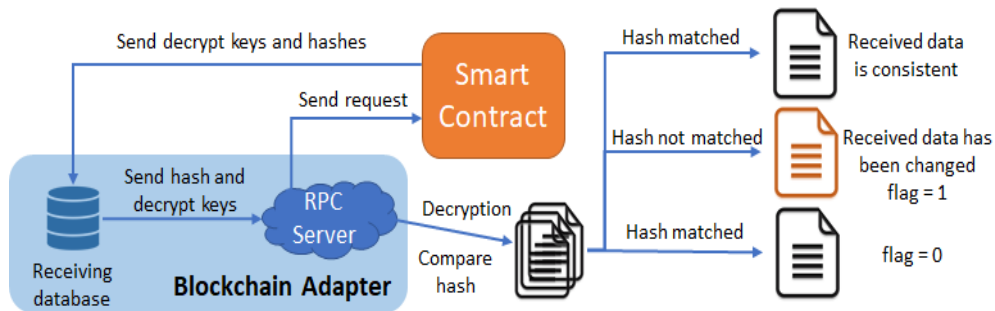 Send decrypt keys and hashes
Smart
Contract
Send request
Send hash and
decrypt keys
RPC
Server
Receiving
database
Blockchain Adapter
Decryption
Compare
hash
Hash matched
Received data
is consistent
Hash not matched
Received data has
been changed
flag = 1
Hash matched
flag = 0